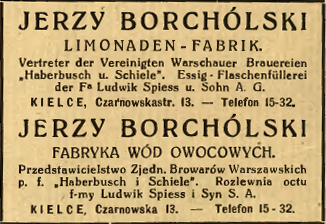 JERZY BORCHÓLSKI
LIMONADEN-FABRIK.
Vertreter der Vereinigten Warschauer Brauereien
„Haberbusch u. Schiele". Essig-Flaschenfüllerei
der Fa Ludwik Spiess u. Sohn A. G.
KIELCE, Czarnowskastr. 13. — Telefon 15-32.
JERZY BORCHÓLSKI
FABRYKA WÓD OWOCOWYCH.
Przedstawicielstwo Zjedn. Browarów Warszawskich
p. f. „Haberbusch i Schiele". Rozlewnia octu
f-my Ludwik Spiess i Syn S. A.
KIELCE, Czarnowska 13. — Telefon 15-32.